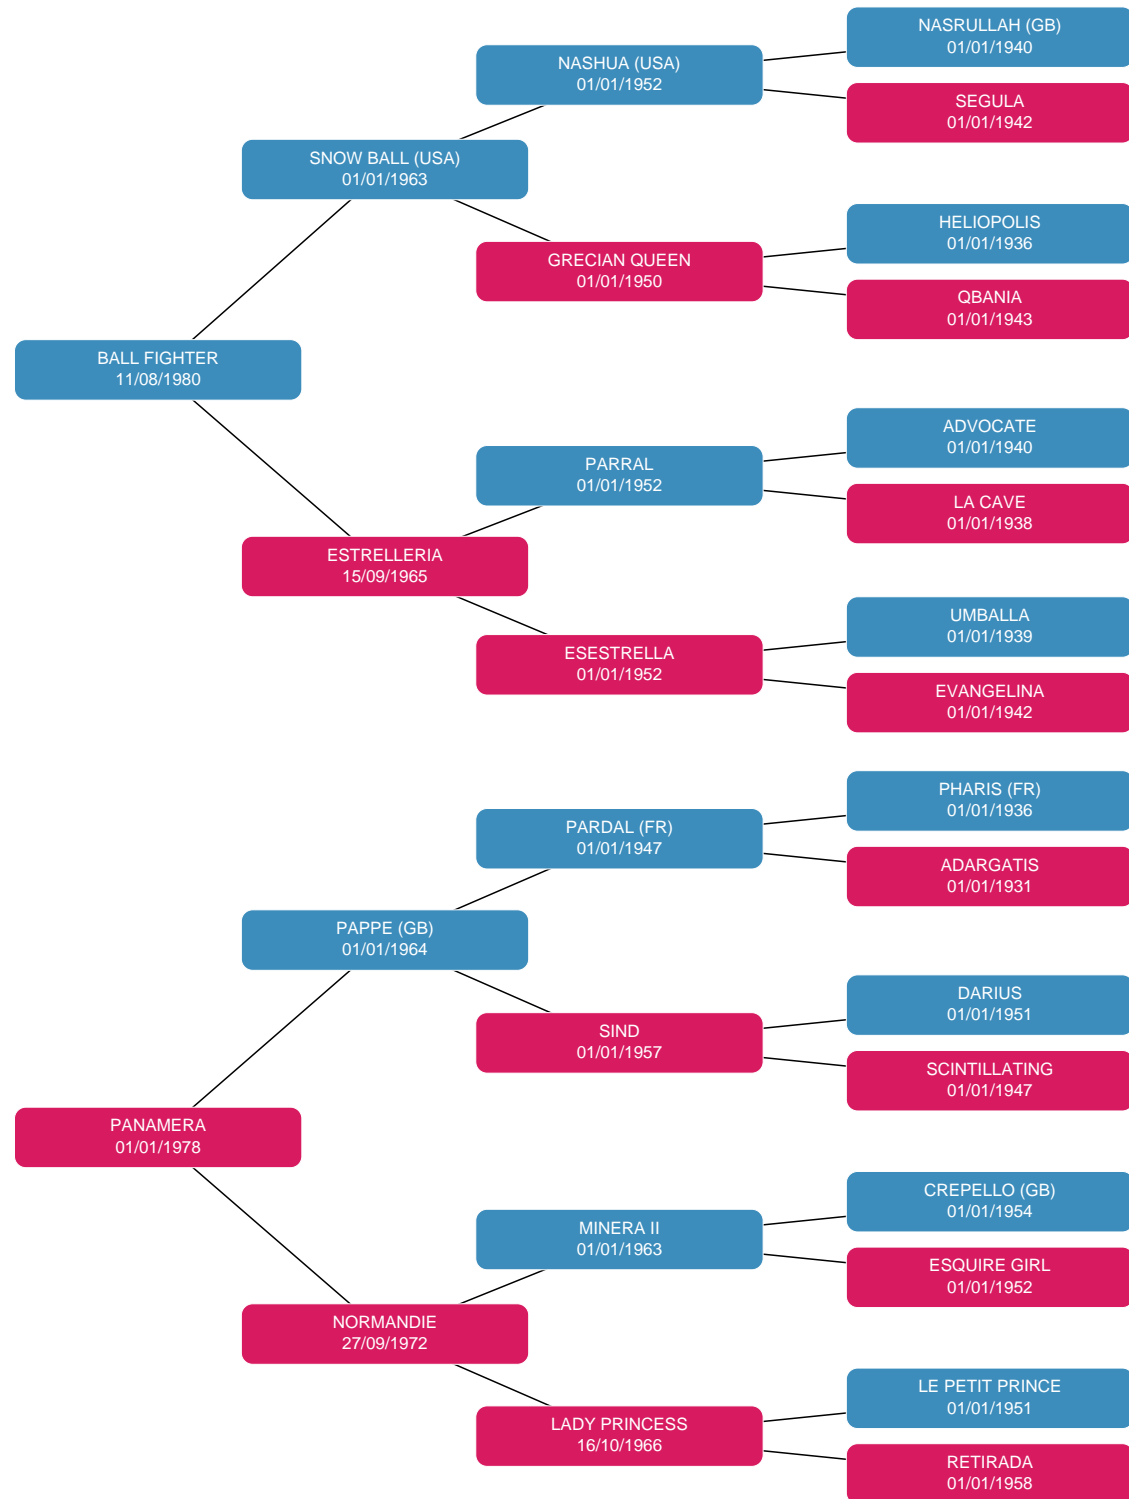 NASRULLAH (GB)
01/01/1940
NASHUA (USA)
01/01/1952
SEGULA
01/01/1942
SNOW BALL (USA)
01/01/1963
HELIOPOLIS
01/01/1936
GRECIAN QUEEN
01/01/1950
QBANIA
01/01/1943
BALL FIGHTER
11/08/1980
ADVOCATE
01/01/1940
PARRAL
01/01/1952
LA CAVE
01/01/1938
ESTRELLERIA
15/09/1965
UMBALLA
01/01/1939
ESESTRELLA
01/01/1952
EVANGELINA
01/01/1942
PHARIS (FR)
01/01/1936
PARDAL (FR)
01/01/1947
ADARGATIS
01/01/1931
PAPPE (GB)
01/01/1964
DARIUS
01/01/1951
SIND
01/01/1957
SCINTILLATING
01/01/1947
PANAMERA
01/01/1978
CREPELLO (GB)
01/01/1954
MINERA II
01/01/1963
ESQUIRE GIRL
01/01/1952
NORMANDIE
27/09/1972
LE PETIT PRINCE
01/01/1951
LADY PRINCESS
16/10/1966
RETIRADA
01/01/1958